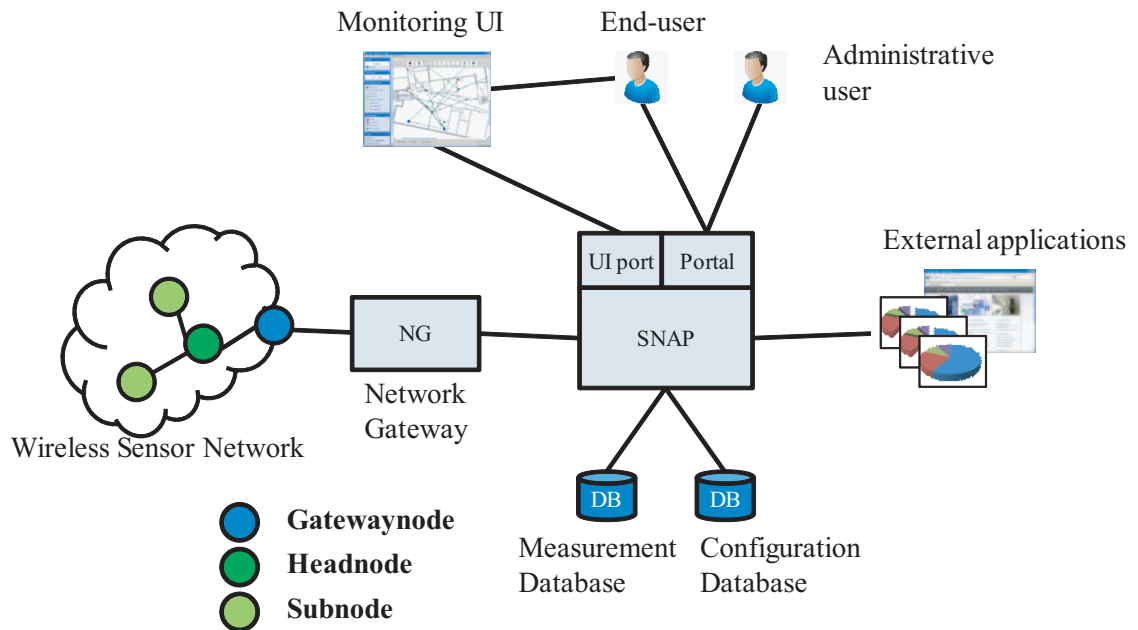 Monitoring UI
End-user
Administrative
user
UI port
Portal
External applications
NG
SNAP
Network
Gateway
Wireless Sensor Network
DB
DB
Gatewaynode
Headnode
Subnode
Measurement
Database
Configuration
Database